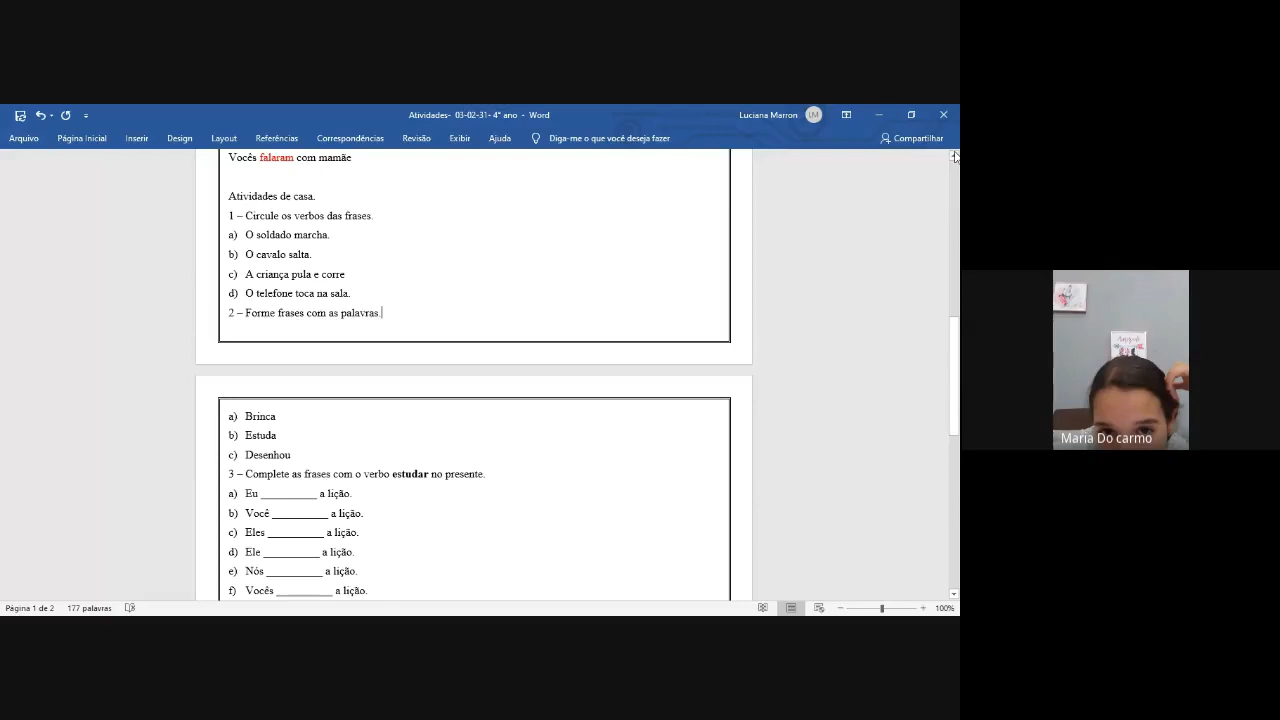 Atividades- 03-02-31- 4° ano - Word
Luciana Marron
LM
Arquivo
Página Inicial
Inserir
Design
Layout
Referências
Correspondências
Revisão
Exibir
Ajuda
Diga-me o que você deseja fazer
Compartilhar
Vocês falaram com mamãe
Atividades de casa.
1 – Circule os verbos das frases.
a) O soldado marcha.
b) O cavalo salta.
c) A criança pula e corre
d) O telefone toca na sala.
2 – Forme frases com as palavras.
a) Brinca
b) Estuda
c) Desenhou
3 – Complete as frases com o verbo estudar no presente.
a) Eu __________ a lição.
b) Você __________ a lição.
c) Eles __________ a lição.
d) Ele __________ a lição.
e) Nós __________ a lição.
f) Vocês __________ a lição.
Página 1 de 2
177 palavras
100%
Maria Do carmo